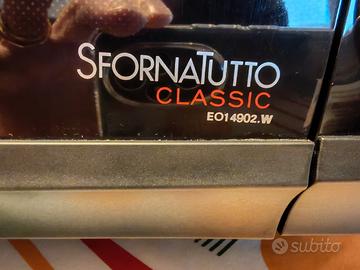 SFORNATUTTO
CLASSIC
EO14902.W
subito